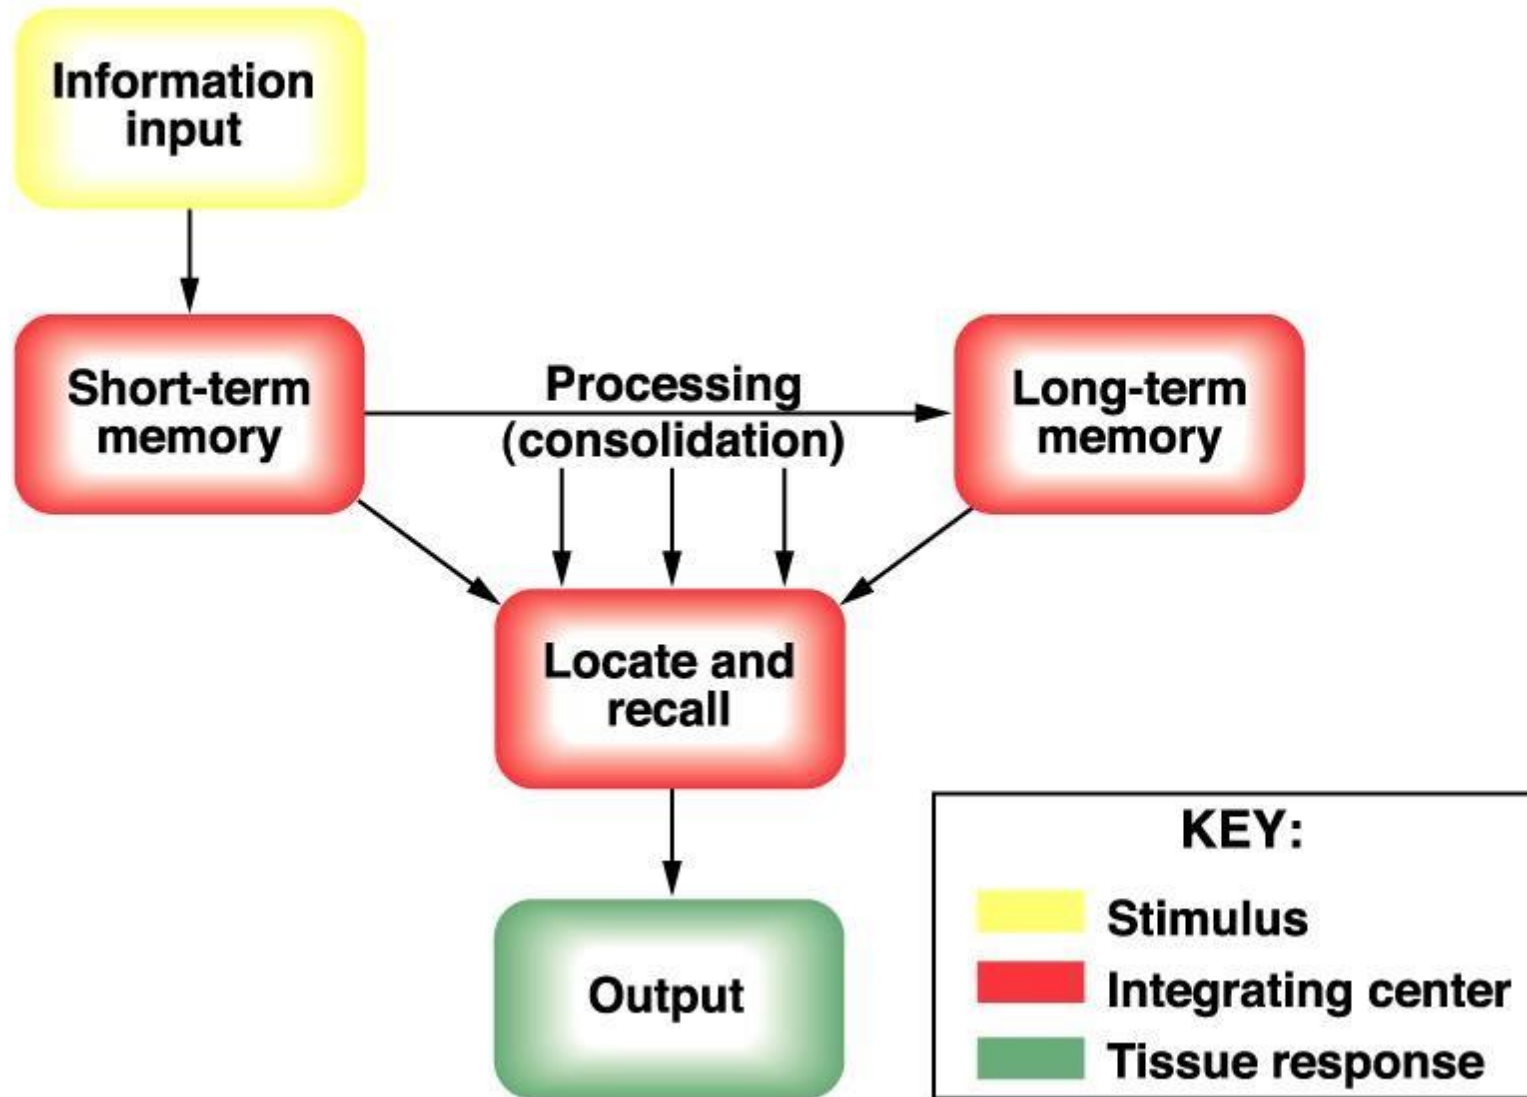 Information
input
Short-term
memory
Processing
(consolidation)
Long-term
memory
Locate and
recall
Output
KEY:
Stimulus
Integrating center
Tissue response